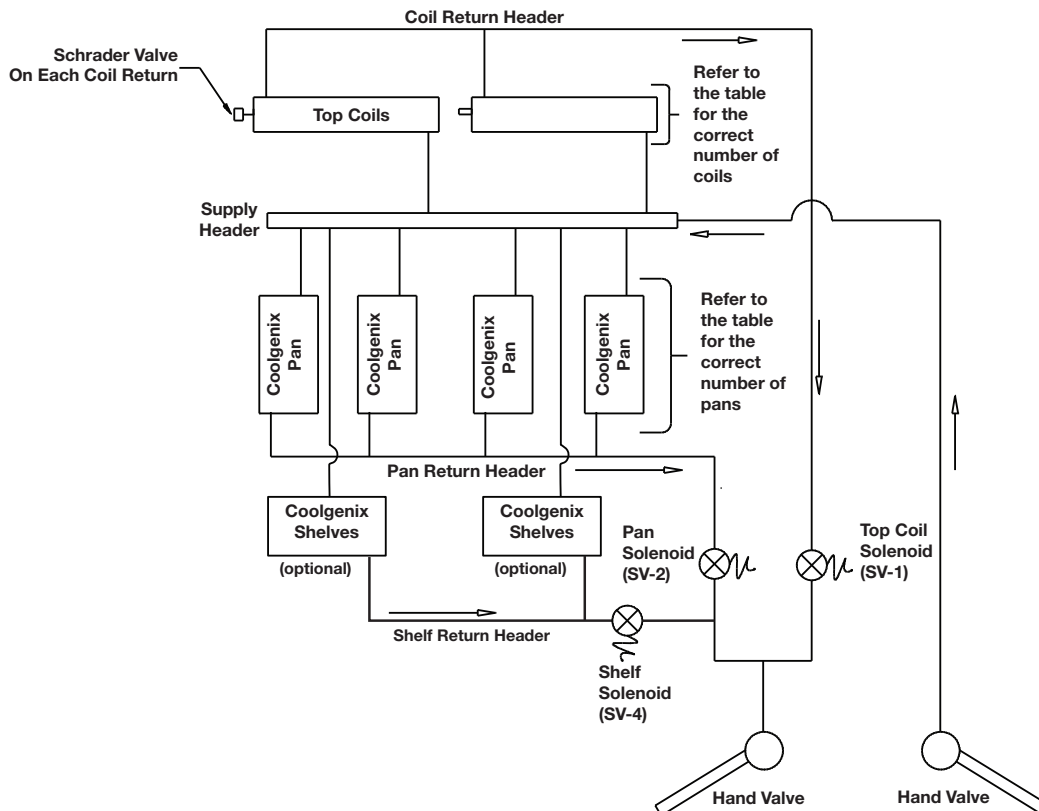 Coil Return Header
Schrader Valve
On Each Coil Return
Top Coils
Refer to
the table
for the
correct
number of
coils
Supply
Header
Coolgenix
Pan
Coolgenix
Pan
Coolgenix
Pan
Coolgenix
Pan
Refer to
the table
for the
correct
number of
pans
Pan Return Header
Coolgenix
Shelves
(optional)
Coolgenix
Shelves
(optional)
Pan
Solenoid
(SV-2)
Top Coil
Solenoid
(SV-1)
Shelf Return Header
Shelf
Solenoid
(SV-4)
Hand Valve
Hand Valve